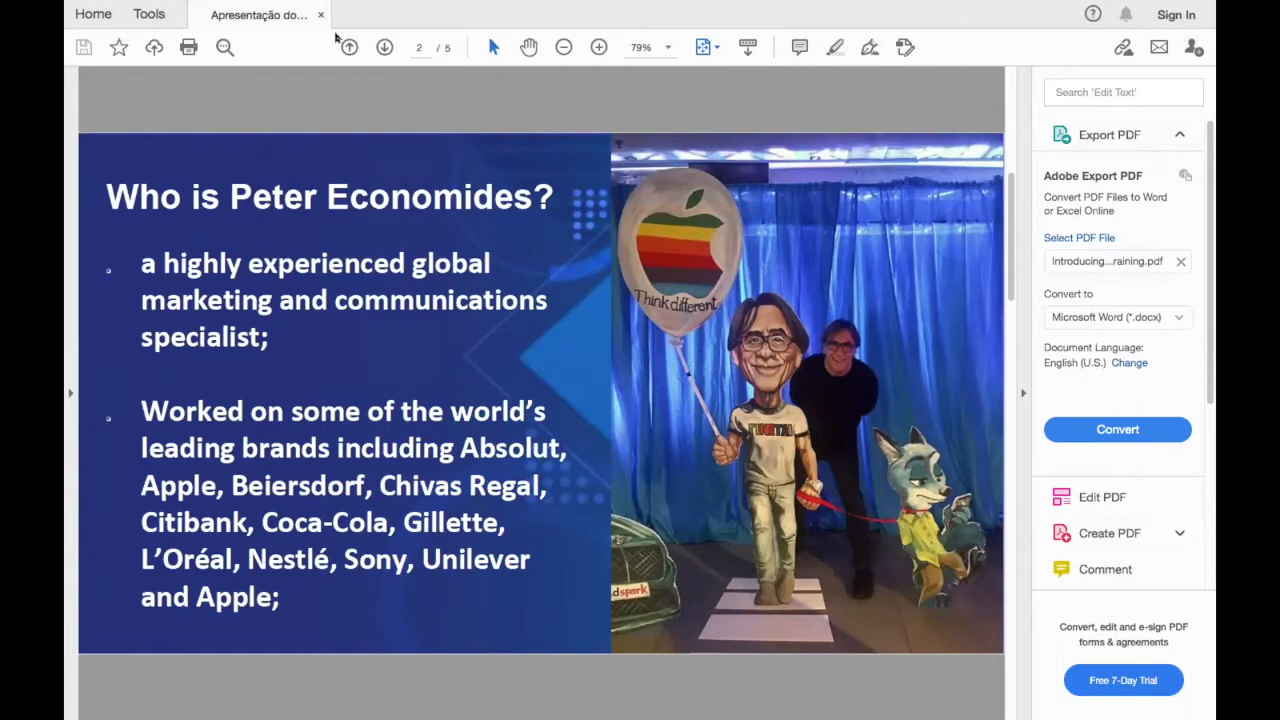 Home
Tools
Apresentação do...
Sign In
2 / 5
79%
Search 'Edit Text'
Export PDF
Adobe Export PDF
Convert PDF Files to Word
or Excel Online
Select PDF File
Introducing...raining.pdf
Convert to
Microsoft Word (*.docx)
Document Language:
English (U.S.) Change
Convert
Edit PDF
Create PDF
Comment
Convert, edit and e-sign PDF
forms & agreements
Free 7-Day Trial
Who is Peter Economides?
a highly experienced global
marketing and communications
specialist;
Worked on some of the world’s
leading brands including Absolut,
Apple, Beiersdorf, Chivas Regal,
Citibank, Coca-Cola, Gillette,
L’Oréal, Nestlé, Sony, Unilever
and Apple;
Think different